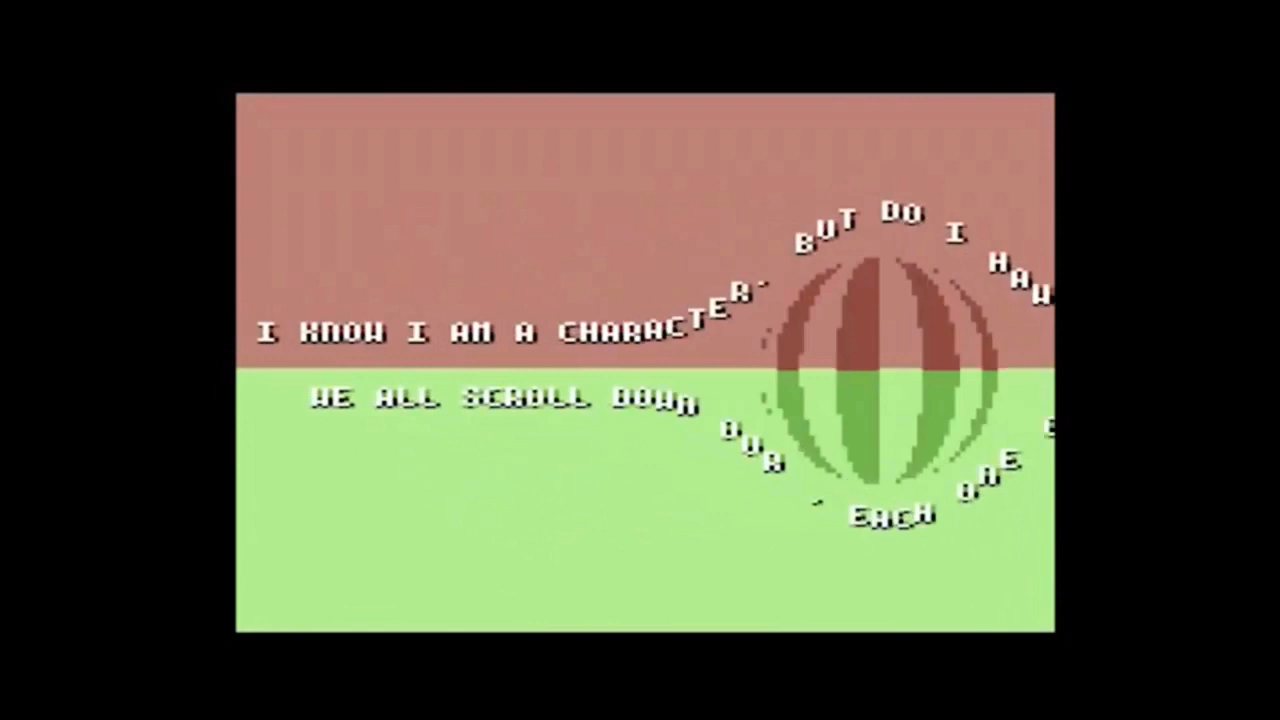 I KNOW I AM A CHARACTER- BUT DO I HAV
WE ALL SCROLL DOWN OUR - EACH ONE